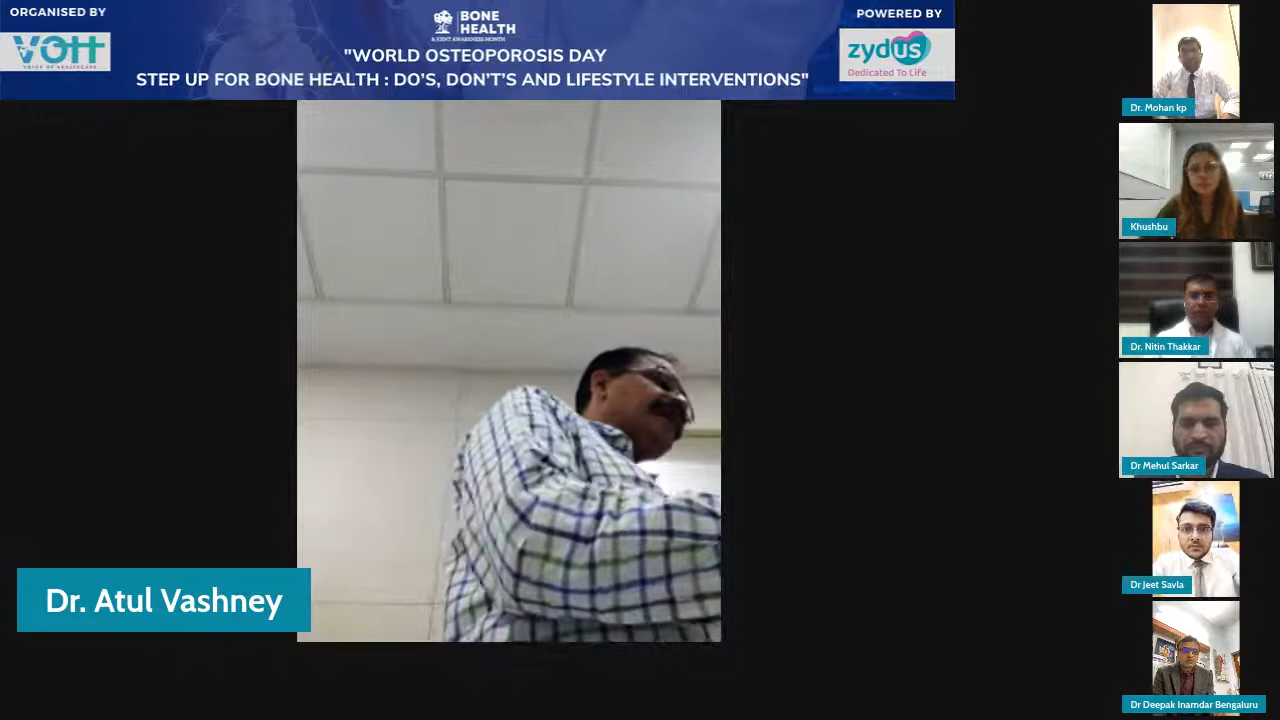 ORGANISED BY
VOH
VOICE OF HEALTHCARE
BONE
HEALTH
& JOINT AWARENESS MONTH
"WORLD OSTEOPOROSIS DAY
STEP UP FOR BONE HEALTH : DO'S, DON'T'S AND LIFESTYLE INTERVENTIONS"
POWERED BY
zydus
Dedicated To Life
Dr. Atul Vashney
Dr. Mohan kp
Khushbu
Dr. Nitin Thakkar
Dr Mehul Sarkar
Dr Jeet Savla
Dr Deepak Inamdar Bengaluru